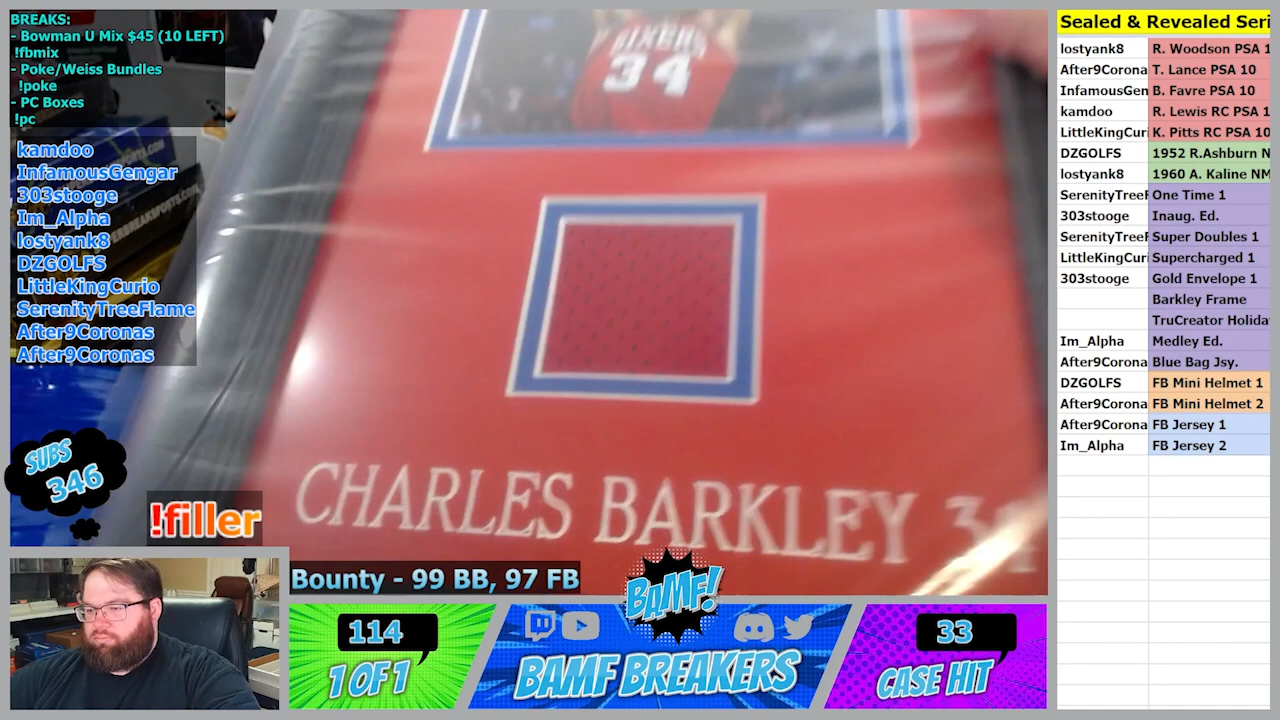 BREAKS:
- Bowman U Mix $45 (10 LEFT)
!fbmix
- Poke/Weiss Bundles
!poke
- PC Boxes
!pc
kamdoo
InfamousGengar
303stooge
Im_Alpha
lostyank8
DZGOLFS
LittleKingCurio
SerenityTreeFlame
After9Coronas
After9Coronas
SUBS
346
!filler
SIXERS
34
CHARLES BARKLEY 34
Bounty - 99 BB, 97 FB
BAMF!
114
1 OF 1
BAMF BREAKERS
33
CASE HIT
Sealed & Revealed Seri
lostyank8 R. Woodson PSA 1
After9Corona T. Lance PSA 10
InfamousGen B. Favre PSA 10
kamdoo R. Lewis RC PSA 1
LittleKingCuri K. Pitts RC PSA 10
DZGOLFS 1952 R.Ashburn N
lostyank8 1960 A. Kaline NM
SerenityTreeF One Time 1
303stooge Inaug. Ed.
SerenityTreeF Super Doubles 1
LittleKingCuri Supercharged 1
303stooge Gold Envelope 1
Barkley Frame
TruCreator Holida
Im_Alpha Medley Ed.
After9Corona Blue Bag Jsy.
DZGOLFS FB Mini Helmet 1
After9Corona FB Mini Helmet 2
After9Corona FB Jersey 1
Im_Alpha FB Jersey 2